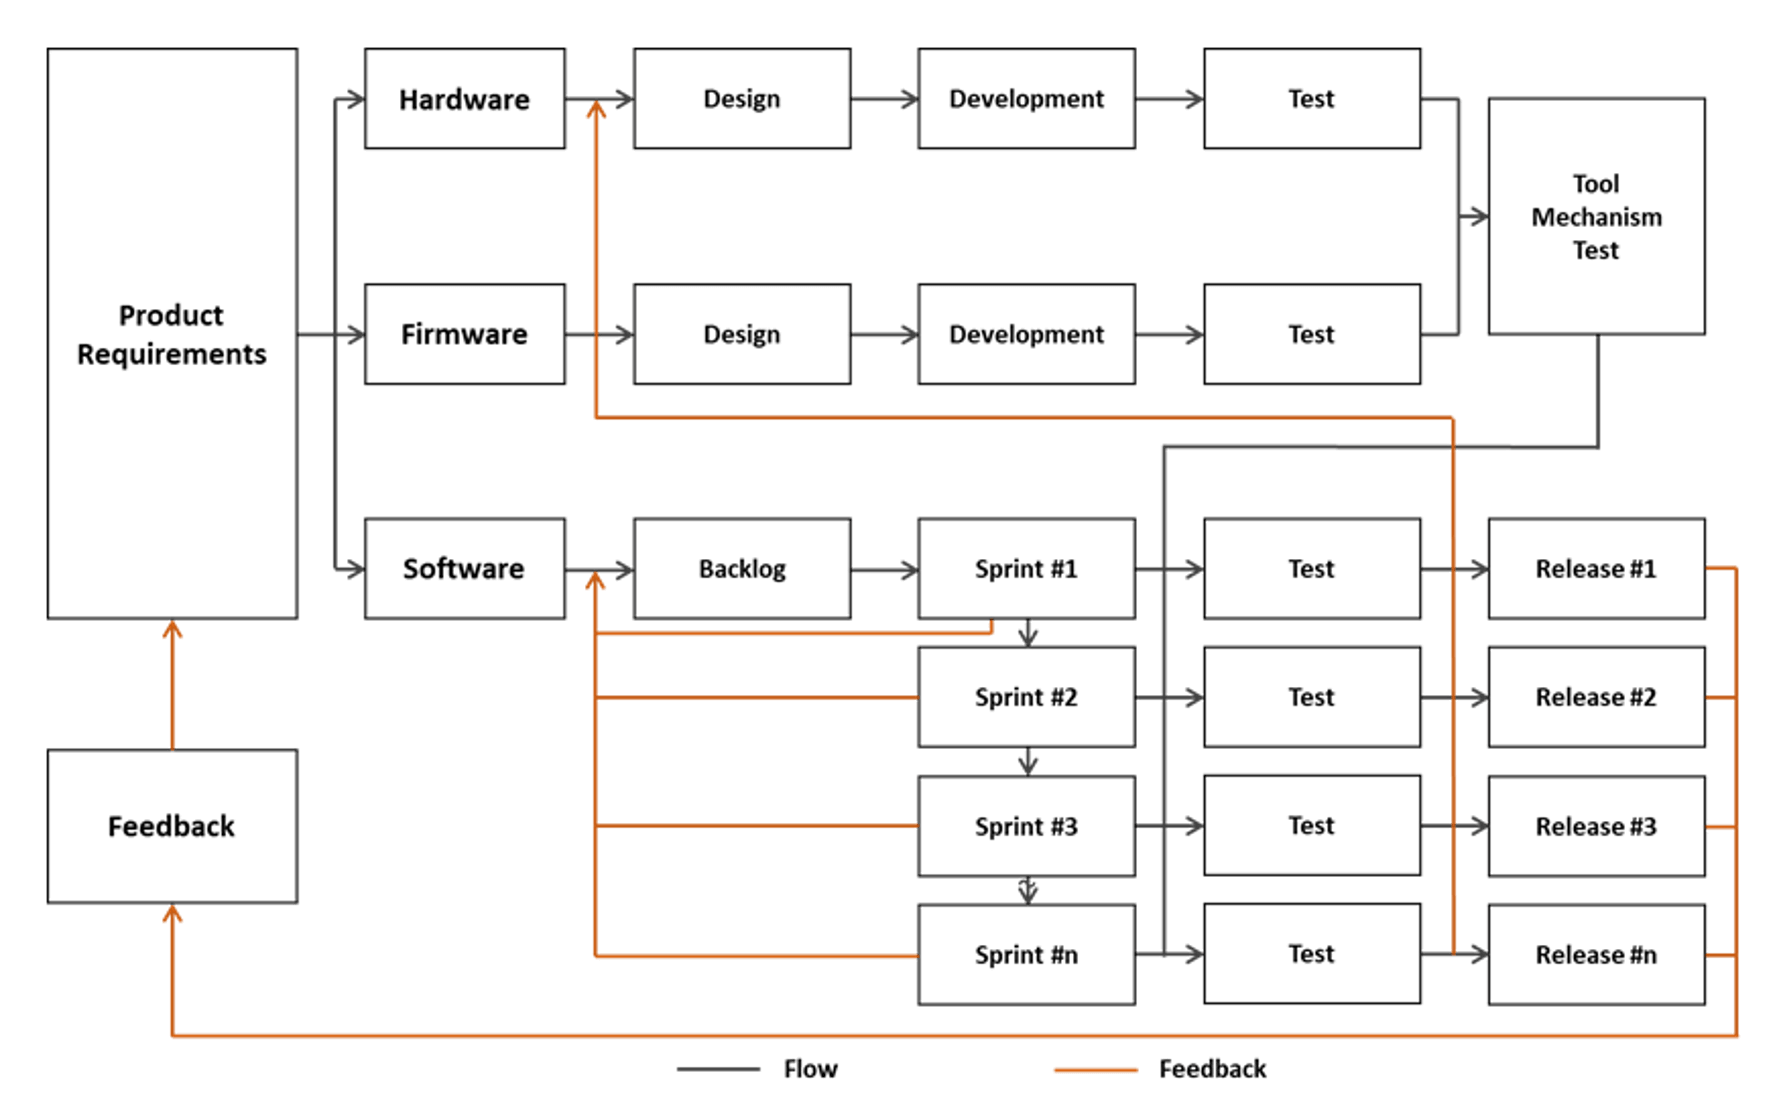 Hardware
Design
Development
Test
Tool
Mechanism
Test
Product
Requirements
Firmware
Design
Development
Test
Software
Backlog
Sprint #1
Test
Release #1
Sprint #2
Test
Release #2
Feedback
Sprint #3
Test
Release #3
Sprint #n
Test
Release #n
Flow
Feedback